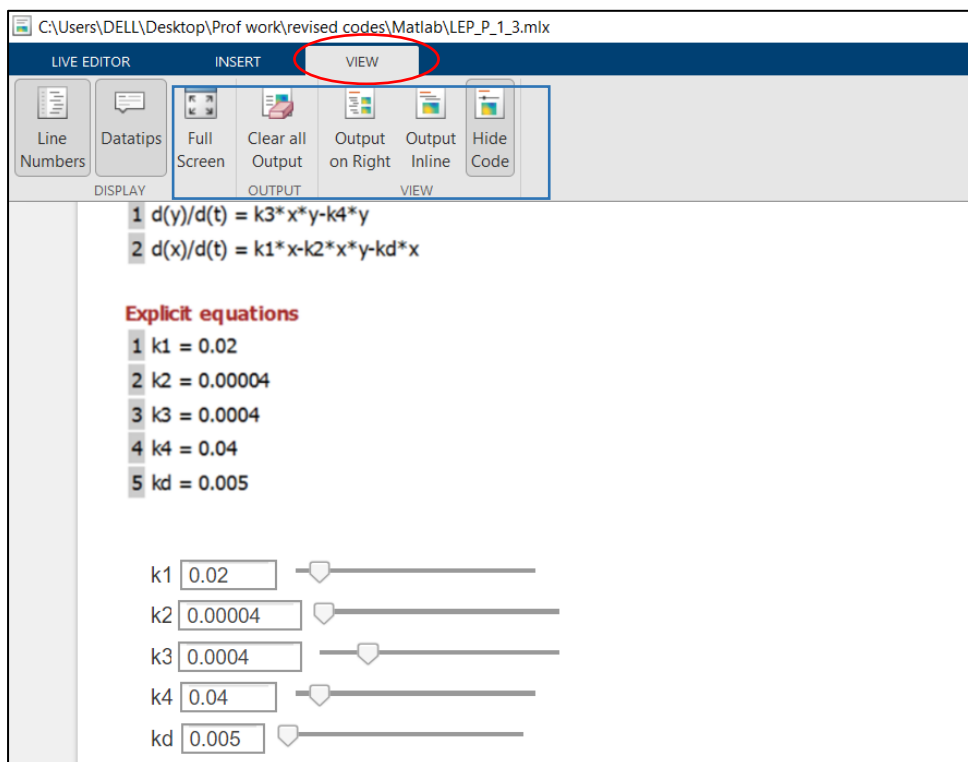 C:\Users\DELL\Desktop\Prof work\revised codes\Matlab\LEP_P_1_3.mlx
LIVE EDITOR INSERT VIEW
Line Numbers Datatips Full Screen Clear all Output Output on Right Output Inline Hide Code
DISPLAY OUTPUT VIEW
1 d(y)/d(t) = k3*x*y-k4*y
2 d(x)/d(t) = k1*x-k2*x*y-kd*x
Explicit equations
1 k1 = 0.02
2 k2 = 0.00004
3 k3 = 0.0004
4 k4 = 0.04
5 kd = 0.005
k1 0.02
k2 0.00004
k3 0.0004
k4 0.04
kd 0.005